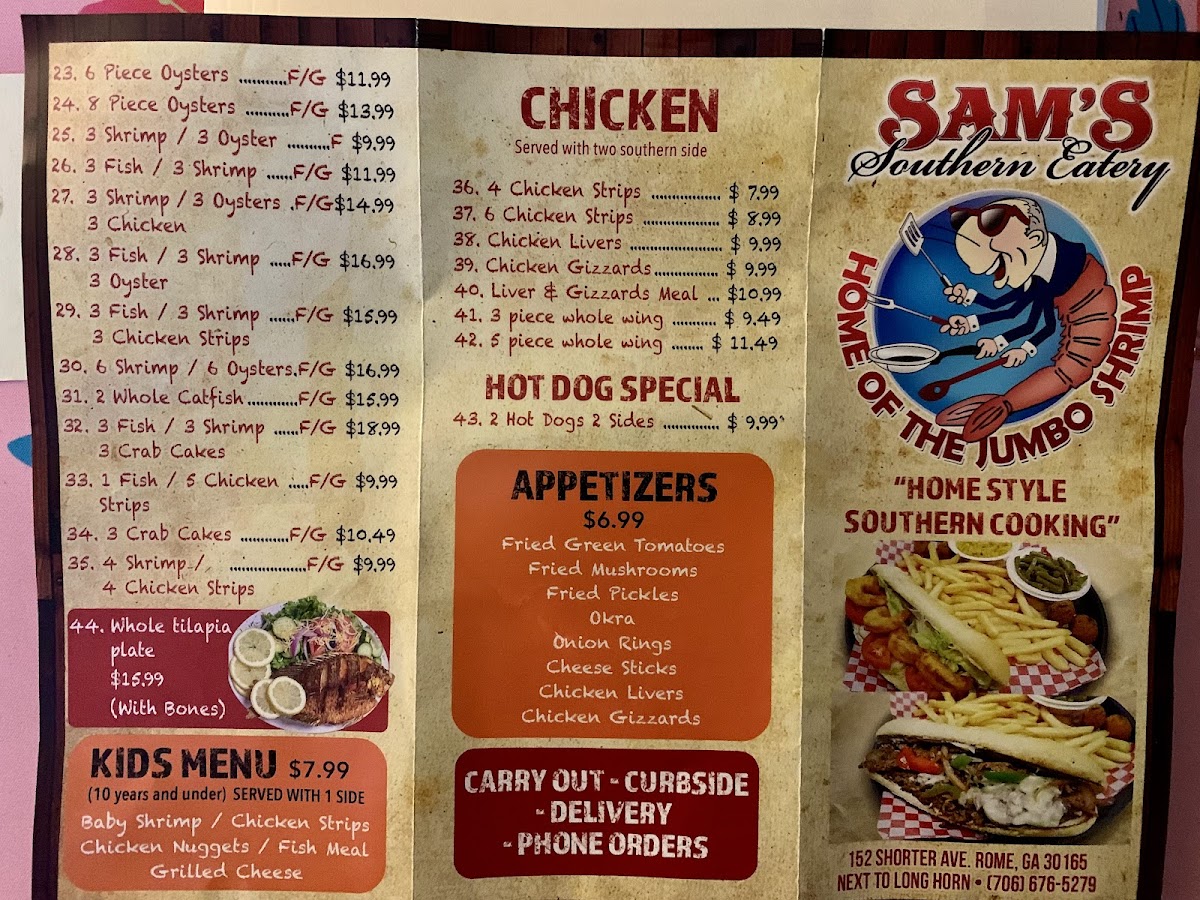 23. 6 Piece Oysters ...........F/G $11.99
24. 8 Piece Oysters ..........F/G $13.99
25. 3 Shrimp / 3 Oyster ..........F $9.99
26. 3 Fish / 3 Shrimp ......F/G $11.99
27. 3 Shrimp / 3 Oysters .F/G$14.99
3 Chicken
28. 3 Fish / 3 Shrimp .....F/G $16.99
3 Oyster
29. 3 Fish / 3 Shrimp ......F/G $15.99
3 Chicken Strips
30. 6 Shrimp / 6 Oysters.F/G $16.99
31. 2 Whole Catfish............F/G $15.99
32. 3 Fish / 3 Shrimp ......F/G $18.99
3 Crab Cakes
33. 1 Fish / 5 Chicken .....F/G $9.99
Strips
34. 3 Crab Cakes ...........F/G $10.49
35. 4 Shrimp / .................F/G $9.99
4 Chicken Strips
44. Whole tilapia
plate
$15.99
(With Bones)
KIDS MENU $7.99
(10 years and under) SERVED WITH 1 SIDE
Baby Shrimp / Chicken Strips
Chicken Nuggets / Fish Meal
Grilled Cheese
CHICKEN
Served with two southern side
36. 4 Chicken Strips ............... $ 7.99
37. 6 Chicken Strips ................. $ 8.99
38. Chicken Livers .................... $ 9.99
39. Chicken Gizzards.............. $ 9.99
40. Liver & Gizzards Meal ... $10.99
41. 3 piece whole wing .......... $ 9.49
42. 5 piece whole wing ....... $ 11.49
HOT DOG SPECIAL
43. 2 Hot Dogs 2 Sides ............. $ 9.99
APPETIZERS
$6.99
Fried Green Tomatoes
Fried Mushrooms
Fried Pickles
Okra
Onion Rings
Cheese Sticks
Chicken Livers
Chicken Gizzards
CARRY OUT - CURBSIDE
- DELIVERY
- PHONE ORDERS
SAM'S
Southern Eatery
HOME OF THE JUMBO SHRIMP
"HOME STYLE
SOUTHERN COOKING"
152 SHORTER AVE. ROME, GA 30165
NEXT TO LONG HORN • (706) 676-5279